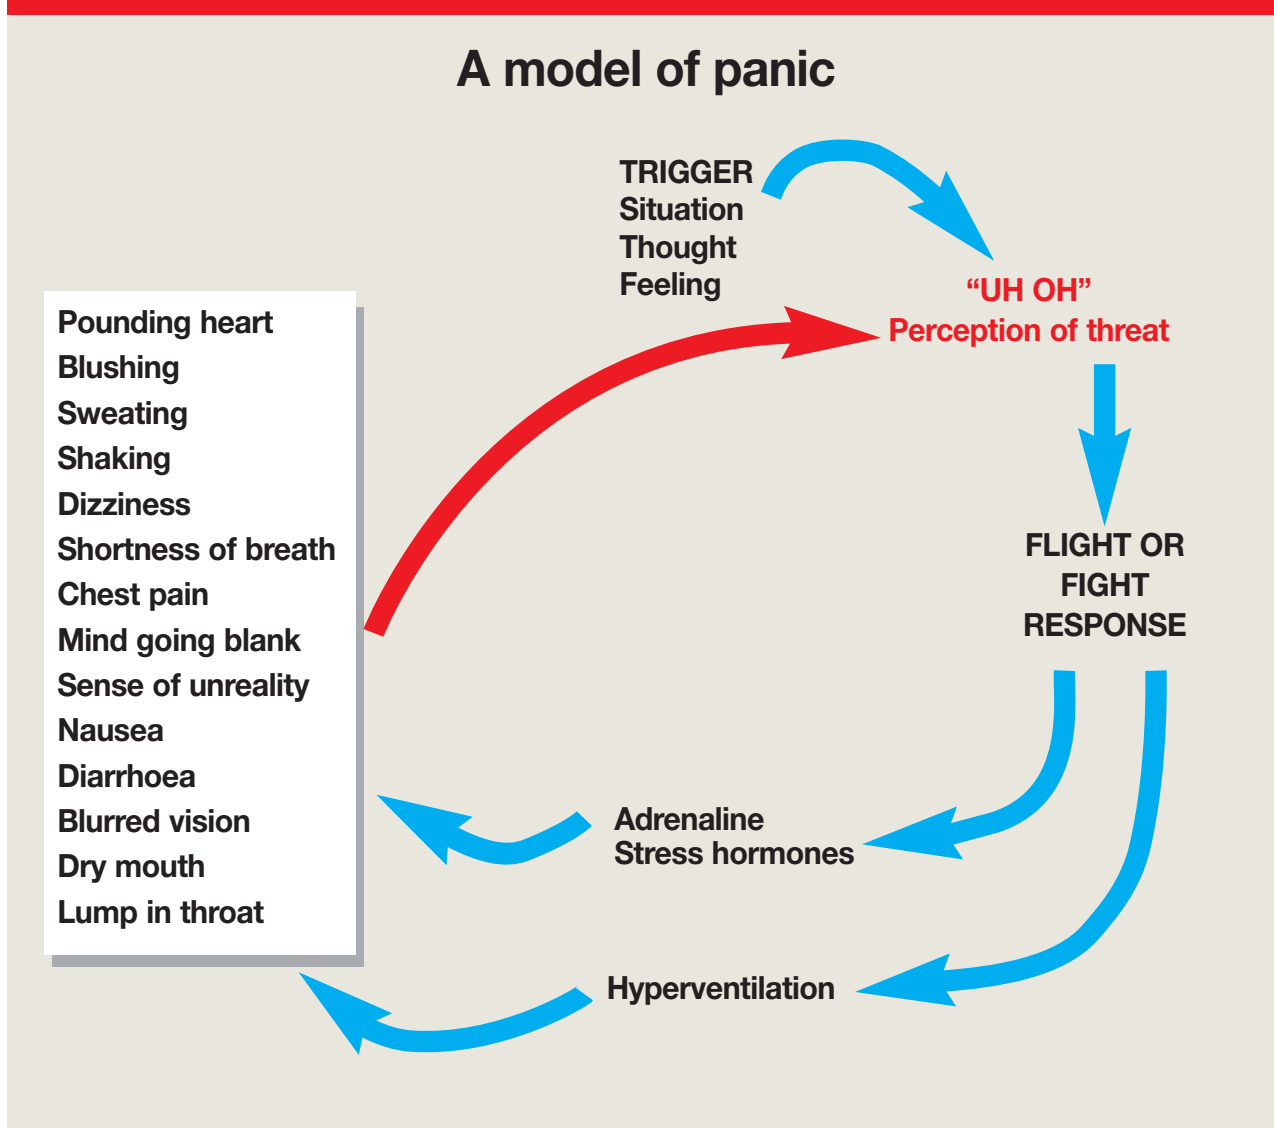 A model of panic
TRIGGER
Situation
Thought
Feeling
“UH OH”
Perception of threat
FLIGHT OR
FIGHT
RESPONSE
Adrenaline
Stress hormones
Hyperventilation
Pounding heart
Blushing
Sweating
Shaking
Dizziness
Shortness of breath
Chest pain
Mind going blank
Sense of unreality
Nausea
Diarrhoea
Blurred vision
Dry mouth
Lump in throat